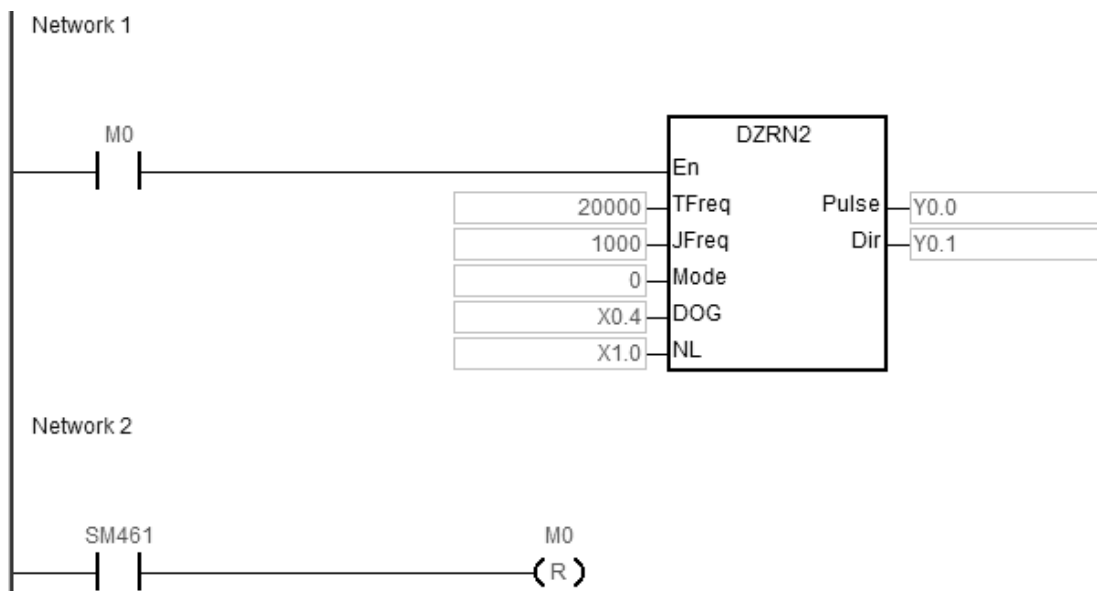 Network 1
M0
DZRN2
En
20000 TFreq Pulse Y0.0
1000 JFreq Dir Y0.1
0 Mode
X0.4 DOG
X1.0 NL
Network 2
SM461 M0
R